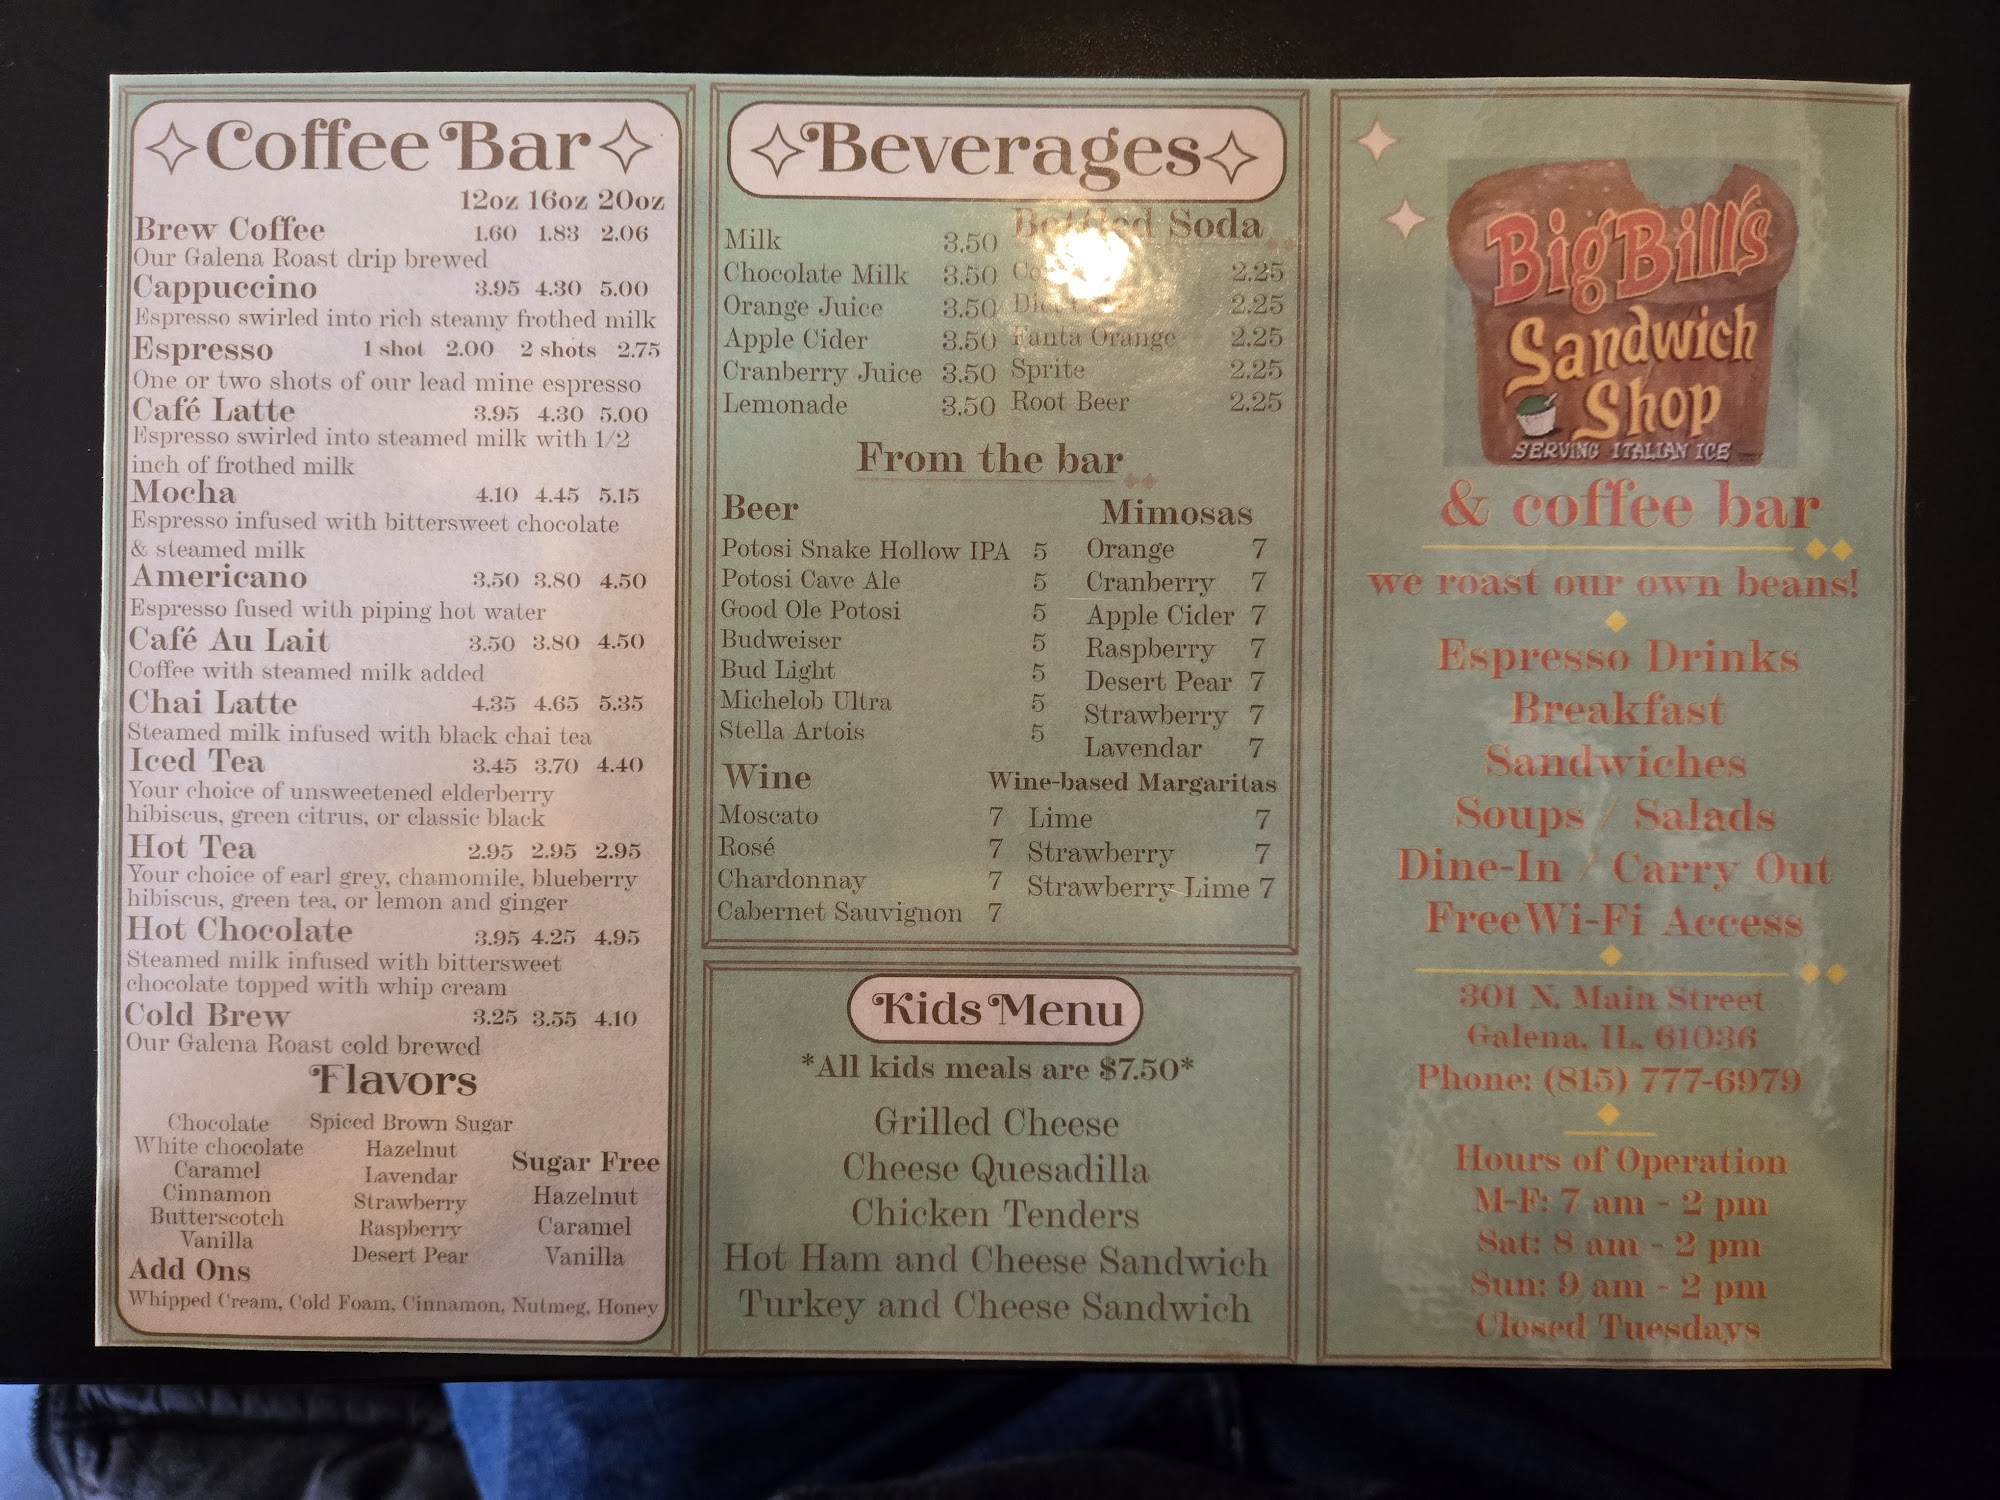 Coffee Bar
12oz 16oz 20oz
Brew Coffee 1.60 1.83 2.06
Our Galena Roast drip brewed
Cappuccino 3.95 4.30 5.00
Espresso swirled into rich steamy frothed milk
Espresso 1 shot 2.00 2 shots 2.75
One or two shots of our lead mine espresso
Café Latte 3.95 4.30 5.00
Espresso swirled into steamed milk with 1/2
inch of frothed milk
Mocha 4.10 4.45 5.15
Espresso infused with bittersweet chocolate
& steamed milk
Americano 3.50 3.80 4.50
Espresso fused with piping hot water
Café Au Lait 3.50 3.80 4.50
Coffee with steamed milk added
Chai Latte 4.35 4.65 5.35
Steamed milk infused with black chai tea
Iced Tea 3.45 3.70 4.40
Your choice of unsweetened elderberry
hibiscus, green citrus, or classic black
Hot Tea 2.95 2.95 2.95
Your choice of earl grey, chamomile, blueberry
hibiscus, green tea, or lemon and ginger
Hot Chocolate 3.95 4.25 4.95
Steamed milk infused with bittersweet
chocolate topped with whip cream
Cold Brew 3.25 3.55 4.10
Our Galena Roast cold brewed
Flavors
Chocolate
White chocolate
Caramel
Cinnamon
Butterscotch
Vanilla
Spiced Brown Sugar
Hazelnut
Lavendar
Strawberry
Raspberry
Desert Pear
Sugar Free
Hazelnut
Caramel
Vanilla
Add Ons
Whipped Cream, Cold Foam, Cinnamon, Nutmeg, Honey
Beverages
Milk 3.50
Chocolate Milk 3.50
Orange Juice 3.50
Apple Cider 3.50
Cranberry Juice 3.50
Lemonade 3.50
Bottled Soda
2.25
Diet 2.25
Fanta Orange 2.25
Sprite 2.25
Root Beer 2.25
From the bar
Beer
Potosi Snake Hollow IPA 5
Potosi Cave Ale 5
Good Ole Potosi 5
Budweiser 5
Bud Light 5
Michelob Ultra 5
Stella Artois 5
Mimosas
Orange 7
Cranberry 7
Apple Cider 7
Raspberry 7
Desert Pear 7
Strawberry 7
Lavendar 7
Wine
Moscato 7
Rosé 7
Chardonnay 7
Cabernet Sauvignon 7
Wine-based Margaritas
Lime 7
Strawberry 7
Strawberry Lime 7
Kids Menu
*All kids meals are $7.50*
Grilled Cheese
Cheese Quesadilla
Chicken Tenders
Hot Ham and Cheese Sandwich
Turkey and Cheese Sandwich
Big Bill's
Sandwich
Shop
SERVING ITALIAN ICE
& coffee bar
we roast our own beans!
Espresso Drinks
Breakfast
Sandwiches
Soups / Salads
Dine-In / Carry Out
Free Wi-Fi Access
301 N. Main Street
Galena, IL, 61036
Phone: (815) 777-6979
Hours of Operation
M-F: 7 am - 2 pm
Sat: 8 am - 2 pm
Sun: 9 am - 2 pm
Closed Tuesdays